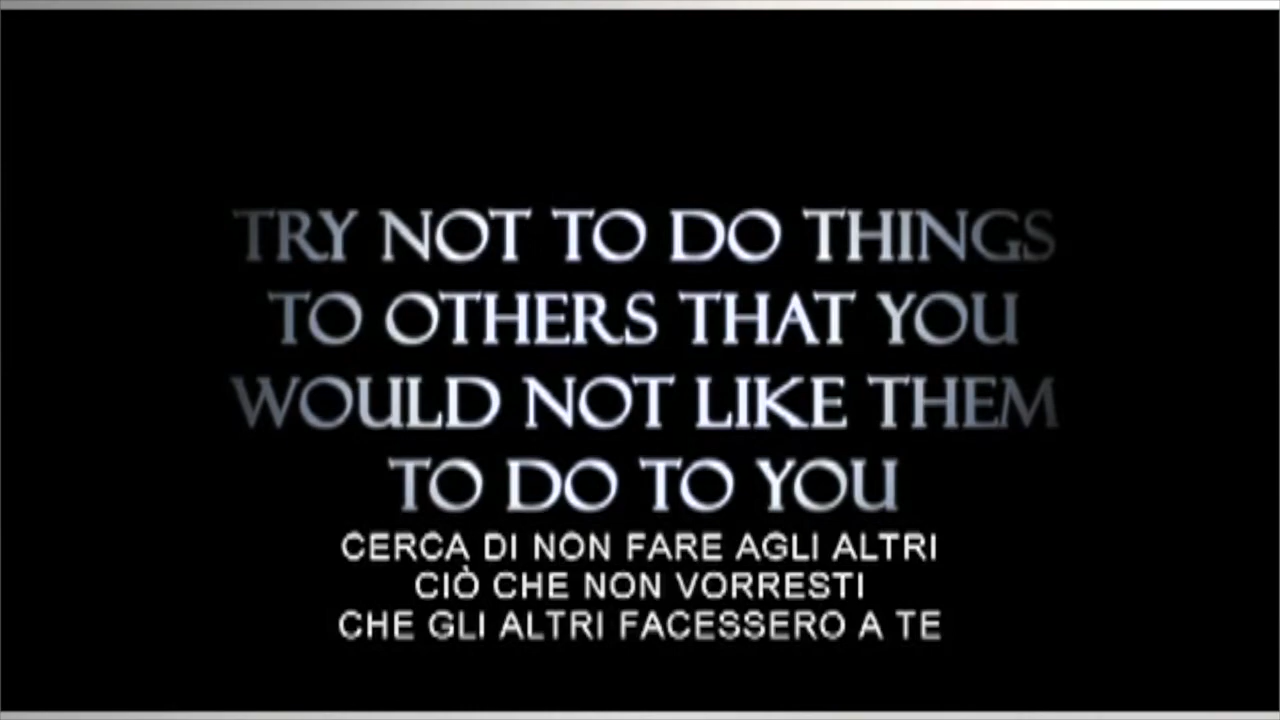 TRY NOT TO DO THINGS
TO OTHERS THAT YOU
WOULD NOT LIKE THEM
TO DO TO YOU
CERCA DI NON FARE AGLI ALTRI
CIÒ CHE NON VORRESTI
CHE GLI ALTRI FACESSERO A TE